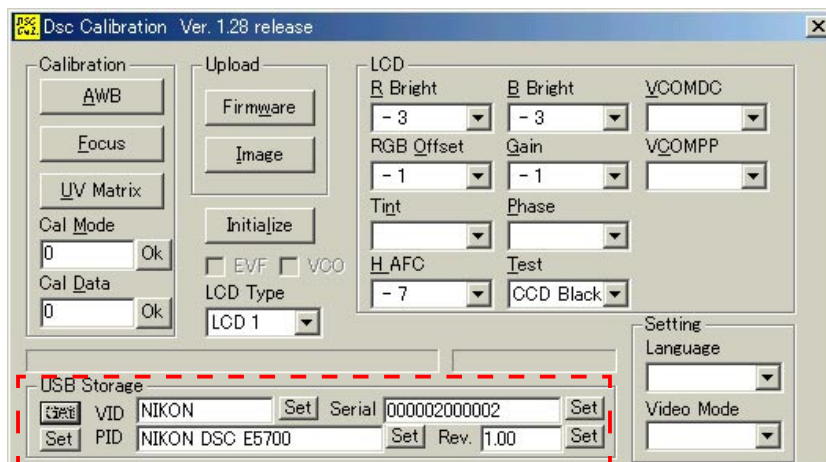 DSC CAL Dsc Calibration Ver. 1.28 release
Calibration
AWB
Focus
UV Matrix
Cal Mode
0 Ok
Cal Data
0 Ok
Upload
Firmware
Image
Initialize
EVF VCO
LCD Type
LCD 1
LCD
R Bright B Bright VCOMDC
- 3 - 3
RGB Offset Gain VCOMPP
- 1 - 1
Tint Phase
H_AFC Test
- 7 CCD Black
USB Storage
Get VID NIKON Set Serial 000002000002 Set
Set PID NIKON DSC E5700 Set Rev. 1.00 Set
Setting
Language
Video Mode